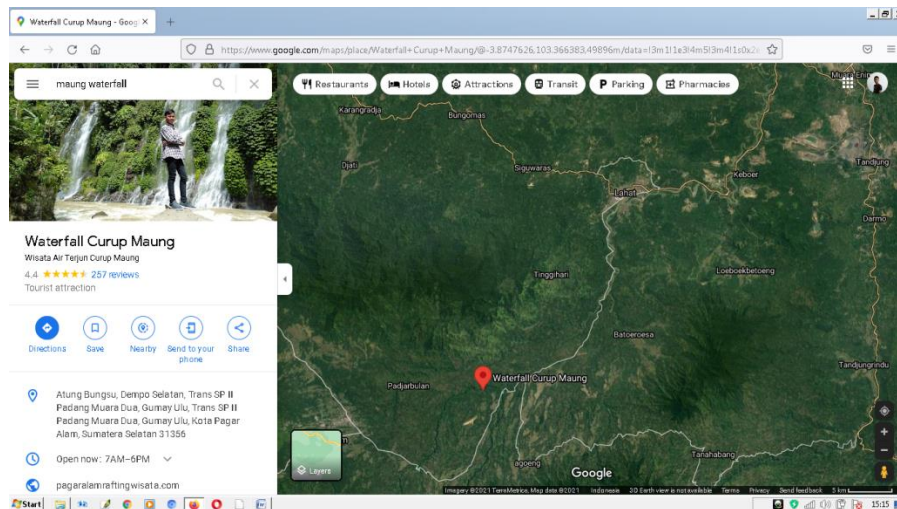 Waterfall Curup Maung - Goog
https://www.google.com/maps/place/Waterfall+Curup+Maung/@-3.8747626,103.366383,49896m/data=!3m1!1e3!4m5!3m4!1s0x2e
maung waterfall
Restaurants
Hotels
Attractions
Transit
Parking
Pharmacies
Muara Enim
Karangradja
Bungomas
Djati
Siguwaras
Lahat
Keboer
Tandjung
Darmo
Waterfall Curup Maung
Wisata Air Terjun Curup Maung
4.4
257 reviews
Tourist attraction
Tinggihari
Loeboekbetoeng
Batoeroesa
Directions
Save
Nearby
Send to your
phone
Share
Padjarbulan
Waterfall Curup Maung
Tandjungrindu
Atung Bungsu, Dempo Selatan, Trans SP II
Padang Muara Dua, Gumay Ulu, Trans SP II
Padang Muara Dua, Gumay Ulu, Kota Pagar
Alam, Sumatera Selatan 31356
Open now: 7AM–6PM
pagaralamraftingwisata.com
Layers
agoeng
Tanahabang
Google
Imagery ©2021 TerraMetrics, Map data ©2021 Indonesia 3D Earth view is not available Terms Privacy Send feedback 5 km
Start
15:15